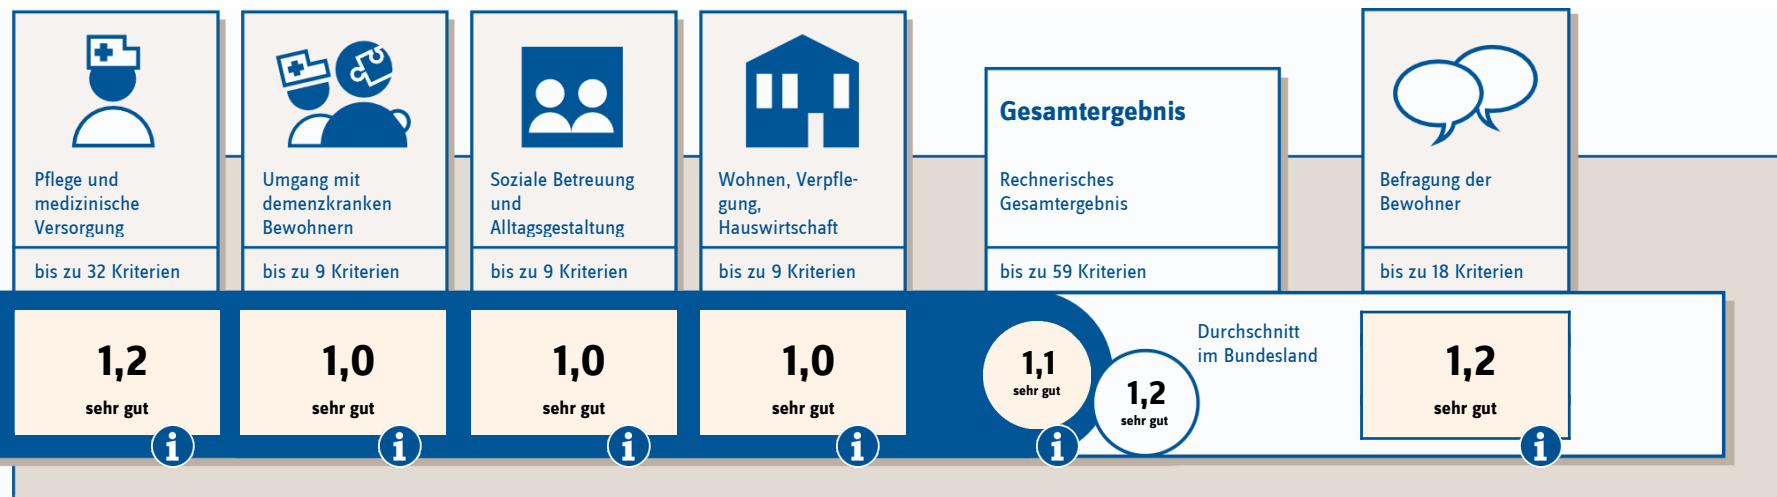 Pflege und
medizinische
Versorgung
bis zu 32 Kriterien
1,2
sehr gut
i
Umgang mit
demenzkranken
Bewohnern
bis zu 9 Kriterien
1,0
sehr gut
i
Soziale Betreuung
und
Alltagsgestaltung
bis zu 9 Kriterien
1,0
sehr gut
i
Wohnen, Verpfle-
gung,
Hauswirtschaft
bis zu 9 Kriterien
1,0
sehr gut
i
Gesamtergebnis
Rechnerisches
Gesamtergebnis
bis zu 59 Kriterien
1,1
sehr gut
i
1,2
sehr gut
Durchschnitt
im Bundesland
Befragung der
Bewohner
bis zu 18 Kriterien
1,2
sehr gut
i